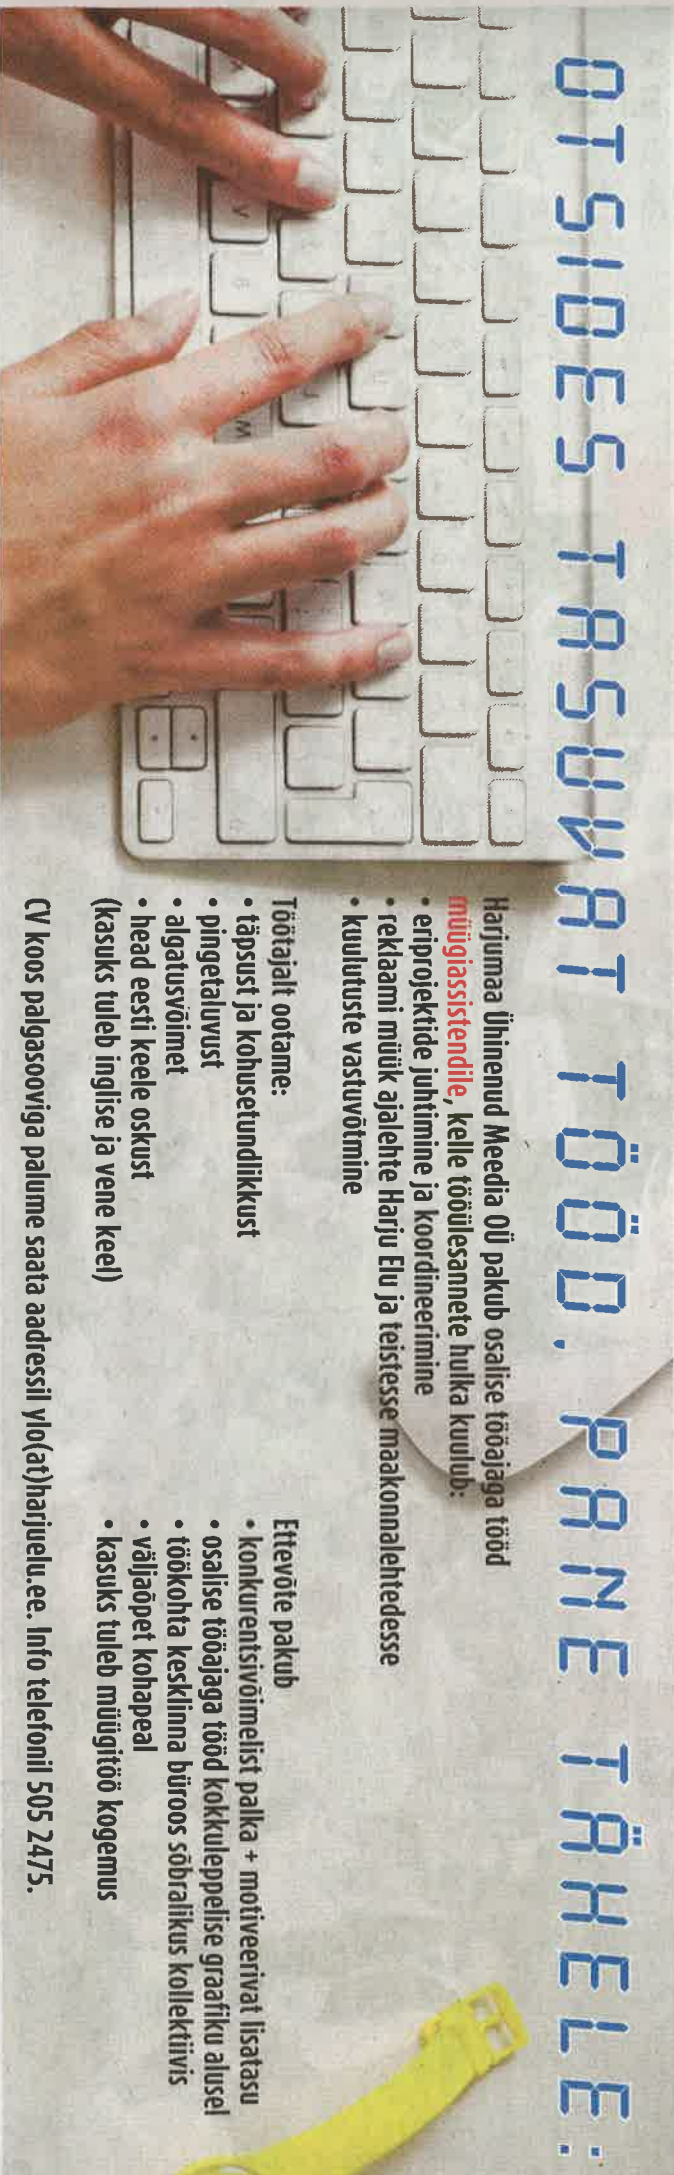 OTSIDES TASUVAT TÖÖD, PANE TÄHELE:
Harjumaa Ühinenud Meedia OÜ pakub osalise tööajaga tööd
müügiassistendile, kelle tööülesannete hulka kuulub:
• eriprojektide juhtimine ja koordineerimine
• reklaami müük ajalehte Harju Elu ja teistesse maakonnalehtedesse
• kuulutuste vastuvõtmine
Töötajalt ootame:
• täpsust ja kohusetundlikkust
• pingetaluvust
• algatusvõimet
• head eesti keele oskust
(kasuks tuleb inglise ja vene keel)
Ettevõte pakub
• konkurentsivõimelist palka + motiveerivat lisatasu
• osalise tööajaga tööd kokkuleppelise graafiku alusel
• töökohta kesklinna büroos sõbralikus kollektiivis
• väljaõpet kohapeal
• kasuks tuleb müügitöö kogemus
CV koos palgasooviga palume saata aadressil ylo(at)harjuelu.ee. Info telefonil 505 2475.